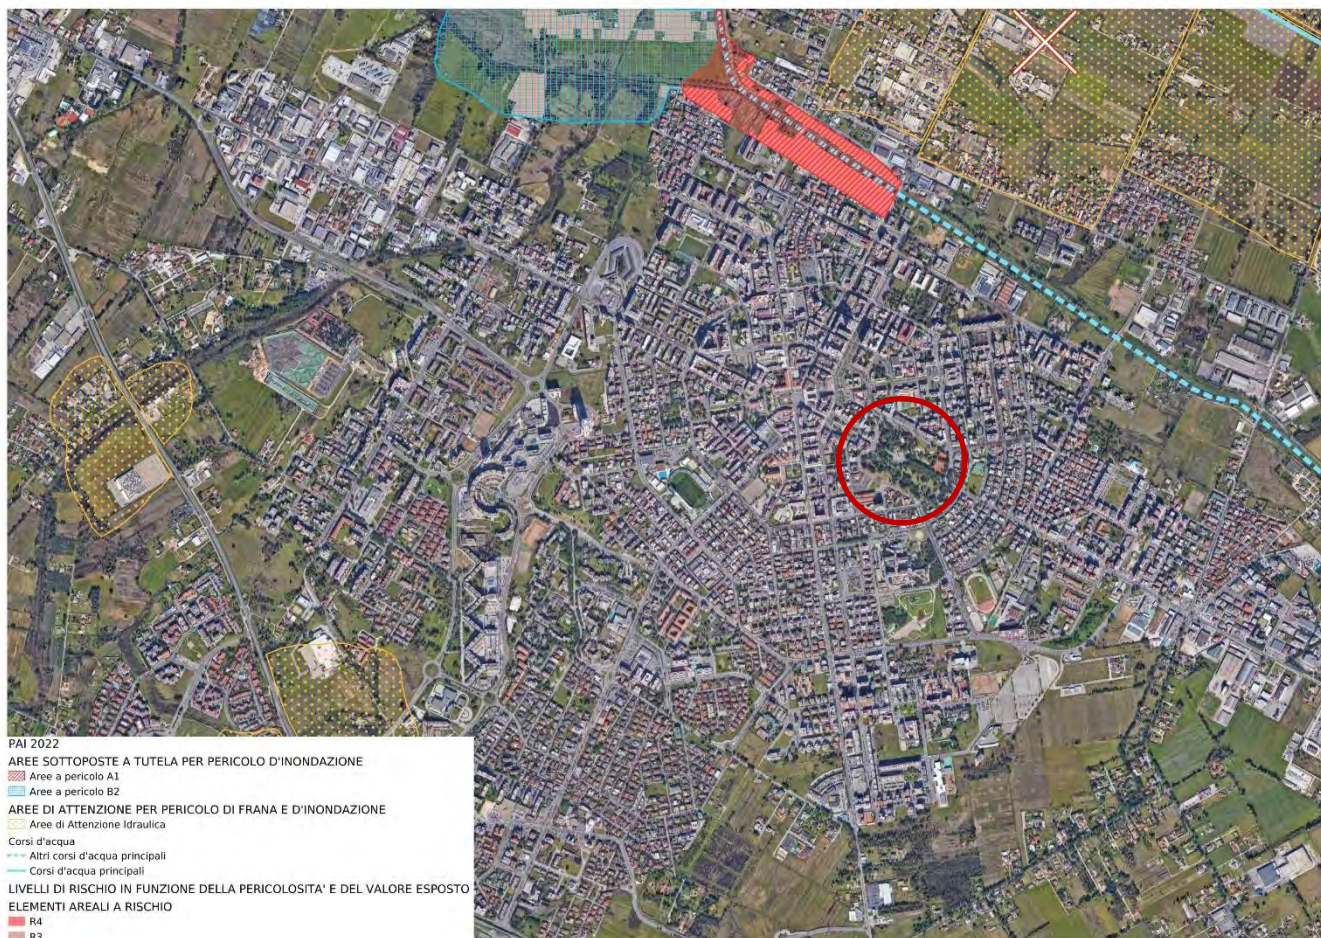 PAI 2022
AREE SOTTOPOSTE A TUTELA PER PERICOLO D'INONDAZIONE
Aree a pericolo A1
Aree a pericolo B2
AREE DI ATTENZIONE PER PERICOLO DI FRANA E D'INONDAZIONE
Aree di Attenzione Idraulica
Corsi d'acqua
Altri corsi d'acqua principali
Corsi d'acqua principali
LIVELLI DI RISCHIO IN FUNZIONE DELLA PERICOLOSITA' E DEL VALORE ESPOSTO
ELEMENTI AREALI A RISCHIO
R4
R3